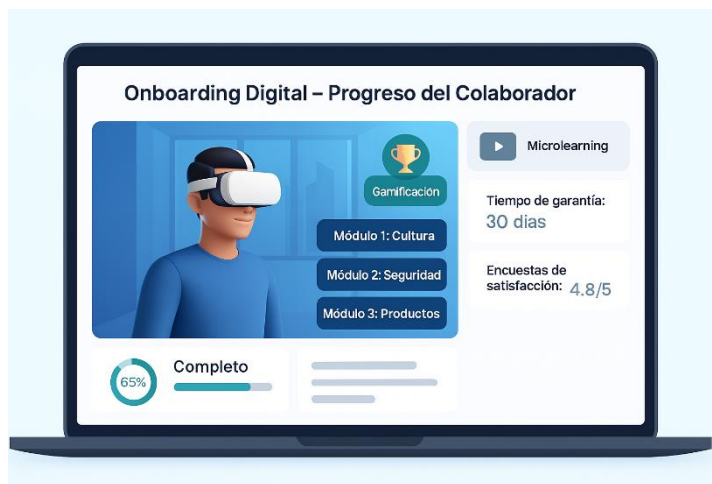 Onboarding Digital – Progreso del Colaborador
Gamificación
Módulo 1: Cultura
Módulo 2: Seguridad
Módulo 3: Productos
Microlearning
Tiempo de garantía:
30 dias
Encuestas de
satisfacción: 4.8/5
65%
Completo